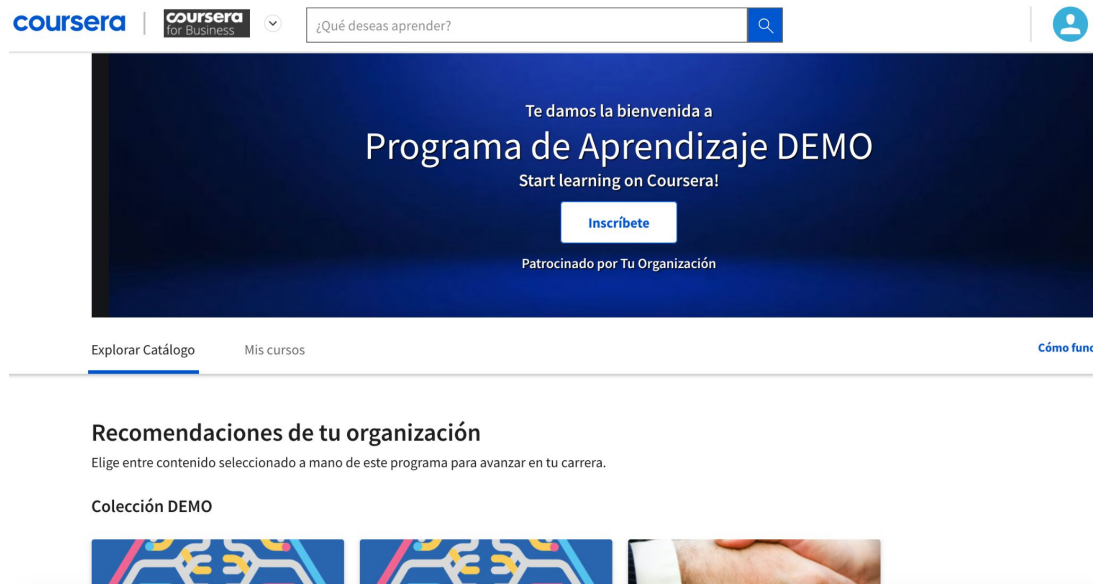 coursera
coursera
for Business
¿Qué deseas aprender?
Te damos la bienvenida a
Programa de Aprendizaje DEMO
Start learning on Coursera!
Inscríbete
Patrocinado por Tu Organización
Explorar Catálogo
Mis cursos
Cómo func
Recomendaciones de tu organización
Elige entre contenido seleccionado a mano de este programa para avanzar en tu carrera.
Colección DEMO